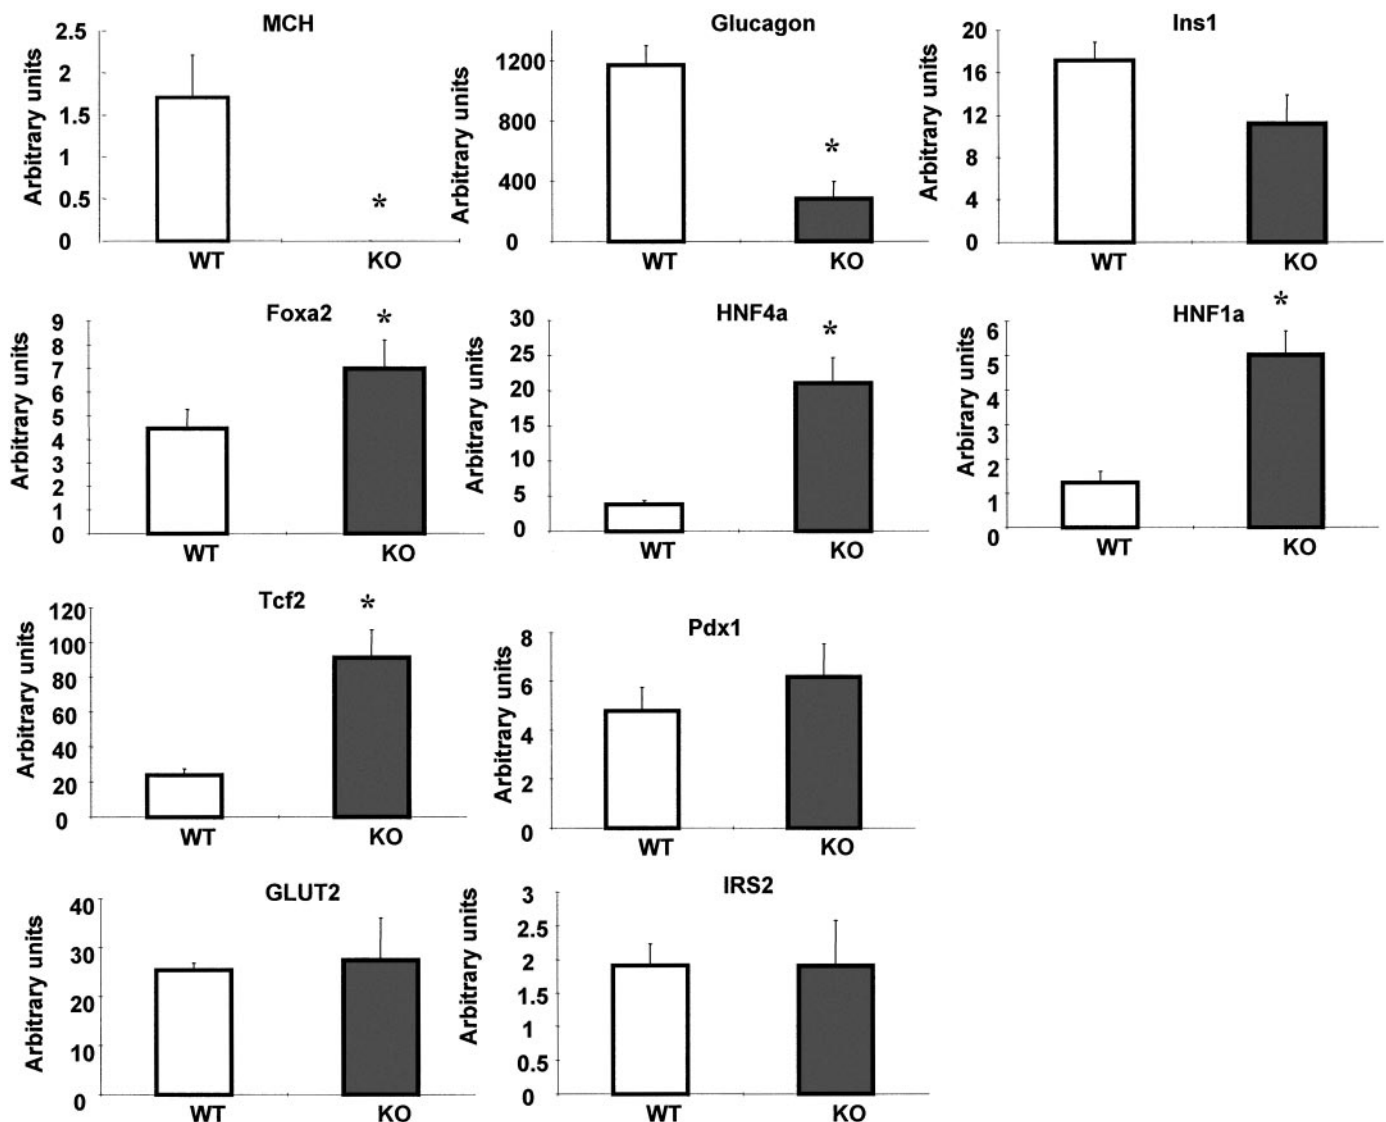 MCH
Arbitrary units
2.5
2
1.5
1
0.5
0
*
WT KO
Glucagon
Arbitrary units
1200
800
400
0
*
WT KO
Ins1
Arbitrary units
20
16
12
8
4
0
WT KO
Foxa2
Arbitrary units
9
8
7
6
5
4
3
2
1
0
*
WT KO
HNF4a
Arbitrary units
30
25
20
15
10
5
0
*
WT KO
HNF1a
Arbirary units
6
5
4
3
2
1
0
*
WT KO
Tcf2
Arbitrary units
120
100
80
60
40
20
0
*
WT KO
Pdx1
Arbitrary units
8
6
4
2
0
WT KO
GLUT2
Arbitrary units
40
30
20
10
0
WT KO
IRS2
Arbitrary units
3
2.5
2
1.5
1
0.5
0
WT KO